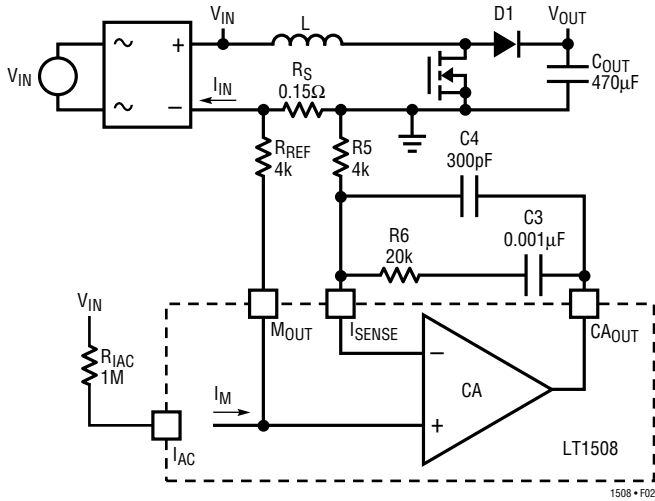 V_IN
D1
V_OUT
L
V_IN
~
+
~
–
I_IN
R_S
0.15Ω
C_OUT
470µF
R_REF
4k
R5
4k
C4
300pF
C3
0.001µF
R6
20k
V_IN
R_IAC
1M
M_OUT
I_SENSE
CA_OUT
I_M
–
+
CA
I_AC
LT1508
1508 • F02